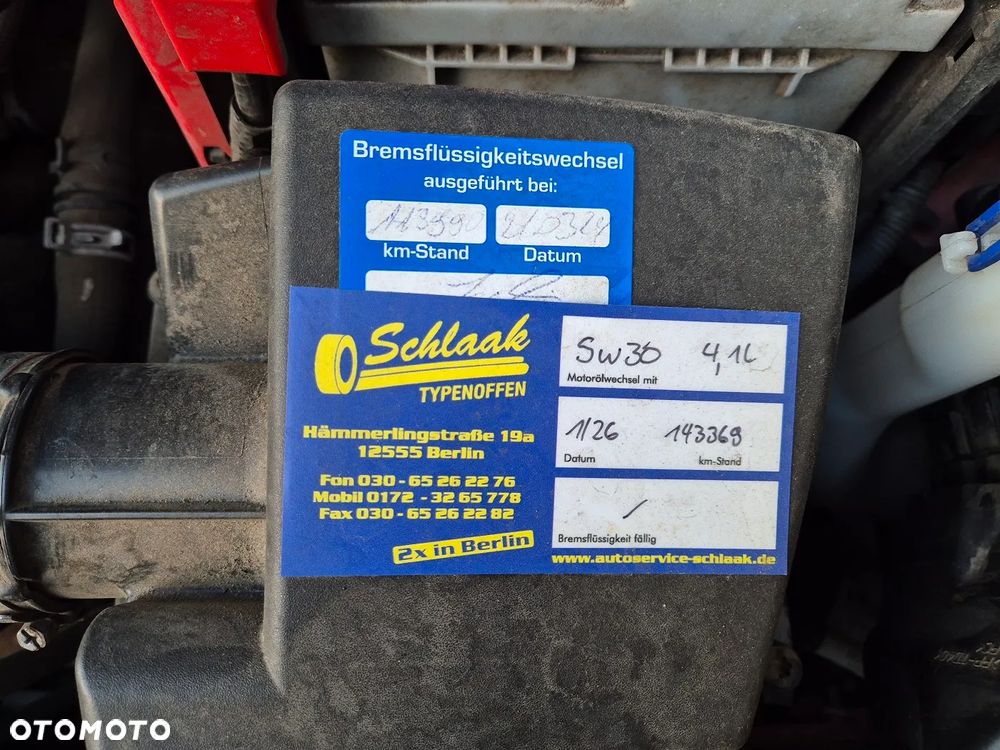 Bremsflüssigkeitswechsel
ausgeführt bei:
km-Stand Datum
Schlaak
TYPENOFFEN
Hämmerlingstraße 19a
12555 Berlin
Fon 030 - 65 26 22 76
Mobil 0172 - 32 65 778
Fax 030 - 65 26 22 82
2x in Berlin
5W30 4,1L
Motorölwechsel mit
1/26 143369
Datum km-Stand
/
Bremsflüssigkeit fällig
www.autoservice-schlaak.de
OTOMOTO